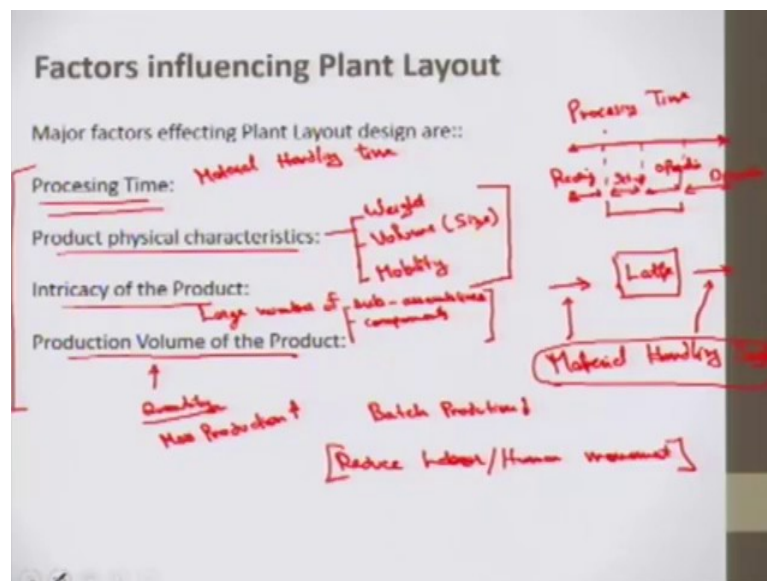 Factors influencing Plant Layout
Processing Time
Major factors effecting Plant Layout design are::
Material Handling time
Procesing Time:
Set-up
Weight
Product physical characteristics:
Volume (Size)
Mobility
Intricacy of the Product:
Large number of sub-assemblies
components
Lathe
Production Volume of the Product:
Material Handling
Quantity
Mass Production ↑
Batch Production ↓
[Reduce labour/Human movement]